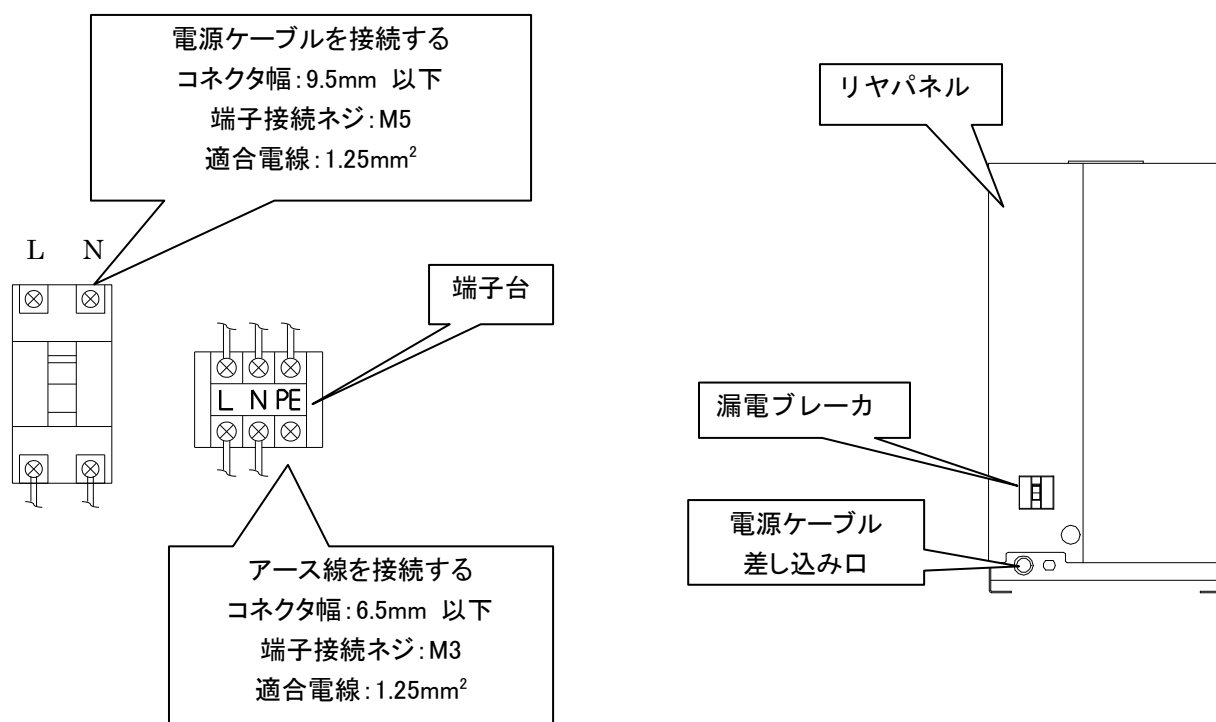 電源ケーブルを接続する
コネクタ幅:9.5mm 以下
端子接続ネジ:M5
適合電線:1.25mm²
L N
端子台
L N PE
アース線を接続する
コネクタ幅:6.5mm 以下
端子接続ネジ:M3
適合電線:1.25mm²
リヤパネル
漏電ブレーカ
電源ケーブル
差し込み口